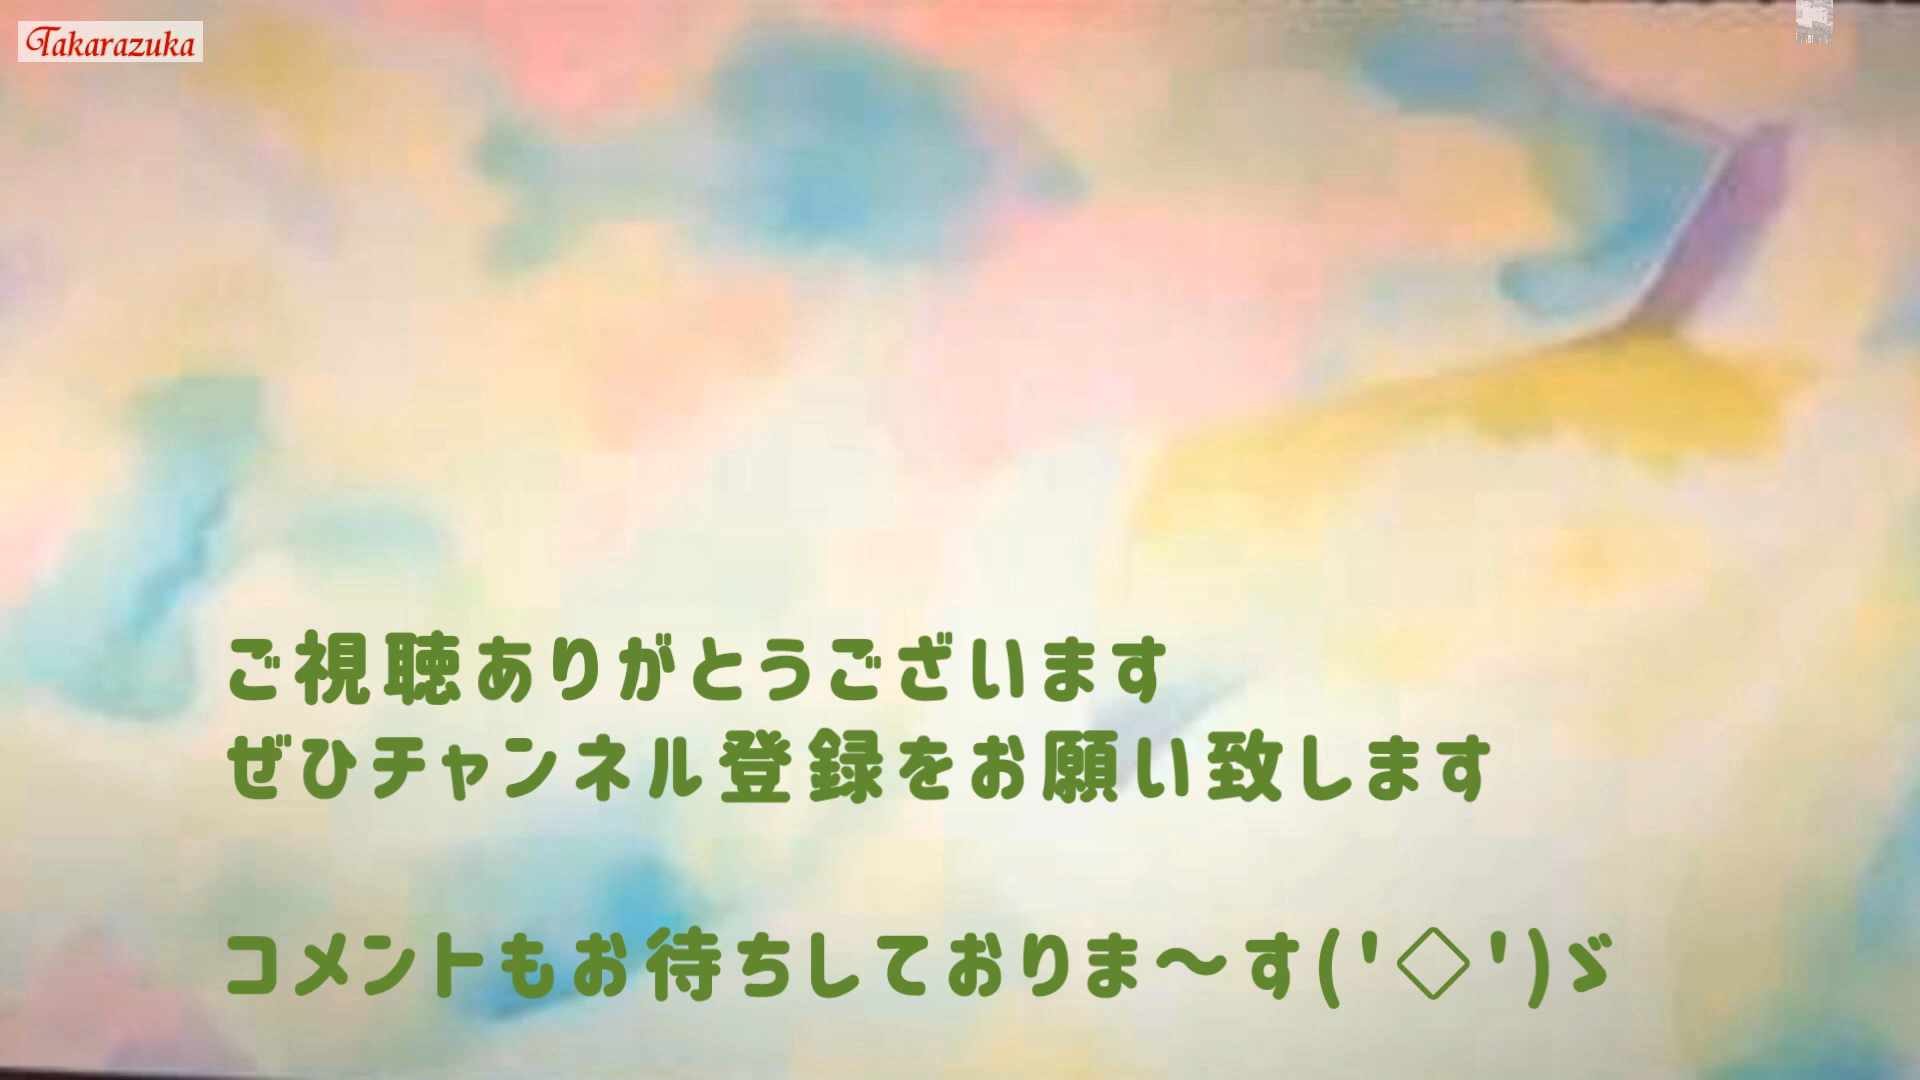 Takarazuka
ご視聴ありがとうございます
ぜひチャンネル登録をお願い致します
コメントもお待ちしておりま～す('◇')ゞ